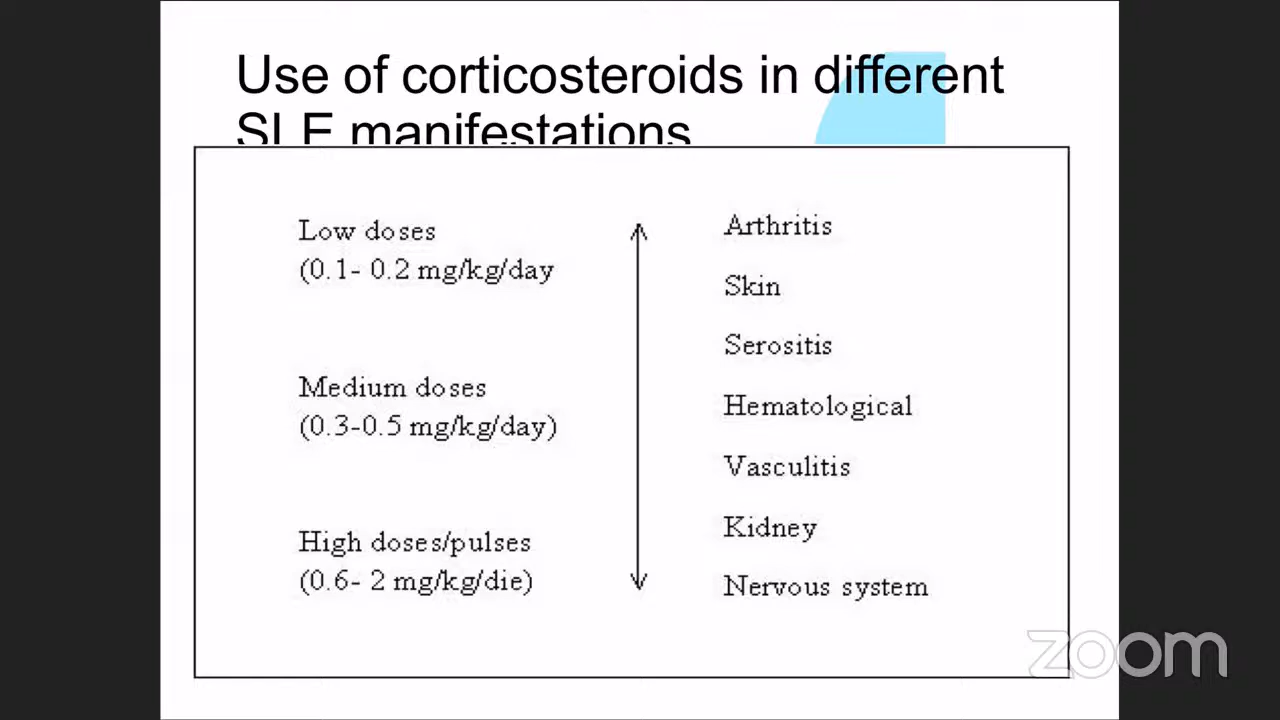 Use of corticosteroids in different
SLE manifestations
Low doses
(0.1- 0.2 mg/kg/day
Medium doses
(0.3-0.5 mg/kg/day)
High doses/pulses
(0.6- 2 mg/kg/die)
Arthritis
Skin
Serositis
Hematological
Vasculitis
Kidney
Nervous system
zoom